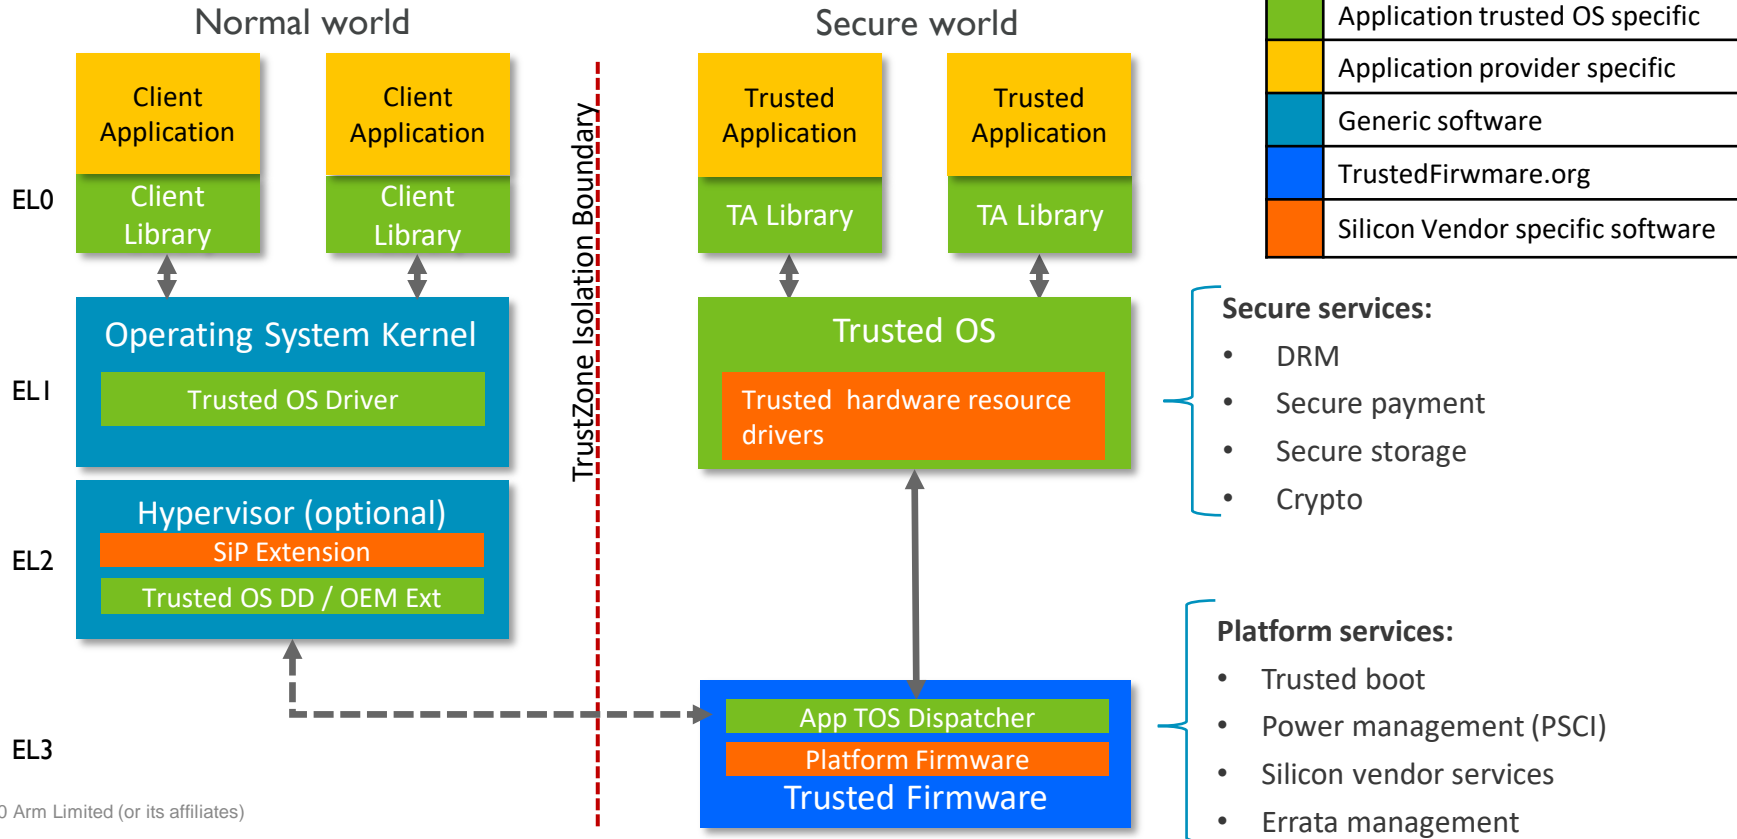 Normal world
Secure world
Application trusted OS specific
Application provider specific
Generic software
TrustedFirwmare.org
Silicon Vendor specific software
Client
Application
Client
Application
Trusted
Application
Trusted
Application
EL0
Client
Library
Client
Library
TA Library
TA Library
TrustZone Isolation Boundary
EL1
Operating System Kernel
Trusted OS Driver
Trusted OS
Trusted hardware resource
drivers
Secure services:
• DRM
• Secure payment
• Secure storage
• Crypto
EL2
Hypervisor (optional)
SiP Extension
Trusted OS DD / OEM Ext
EL3
App TOS Dispatcher
Platform Firmware
Trusted Firmware
Platform services:
• Trusted boot
• Power management (PSCI)
• Silicon vendor services
• Errata management
0 Arm Limited (or its affiliates)